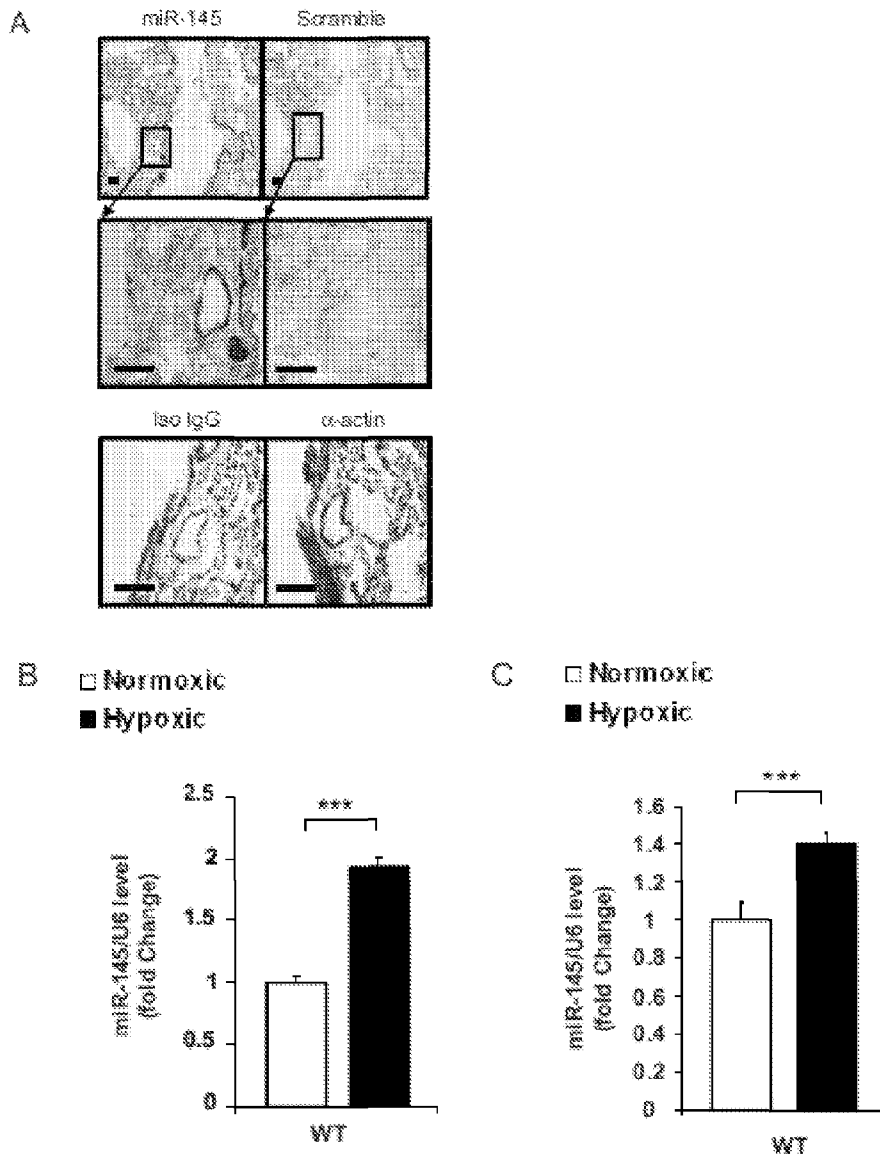 A
miR-145 Scramble
Iso IgG α-actin
B
Normoxic
Hypoxic
***
2.5
2
1.5
1
0.5
0
miR-145/U6 level
(fold Change)
WT
C
Normoxic
Hypoxic
***
1.6
1.4
1.2
1
0.8
0.6
0.4
0.2
0
miR-145/U6 level
(fold Change)
WT